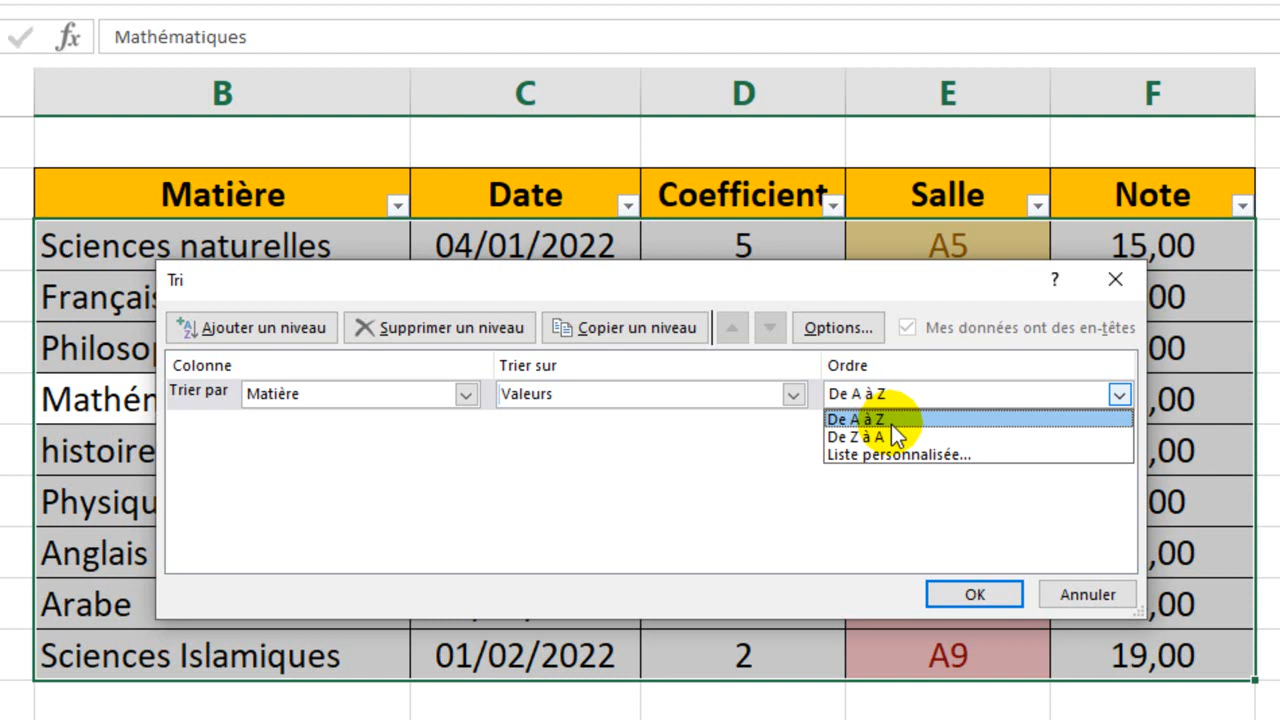 fx Mathématiques
B C D E F
Matière Date Coefficient Salle Note
Sciences naturelles 04/01/2022 5 A5 15,00
Tri ?
Français 00
Ajouter un niveau Supprimer un niveau Copier un niveau Options... Mes données ont des en-têtes
Philoso 00
Colonne Trier sur Ordre
Trier par Matière Valeurs De A à Z
Mathém ,00
De A à Z
De Z à A
Liste personnalisée...
histoire ,00
Physiqu 00
Anglais ,00
OK Annuler
Arabe ,00
Sciences Islamiques 01/02/2022 2 A9 19,00